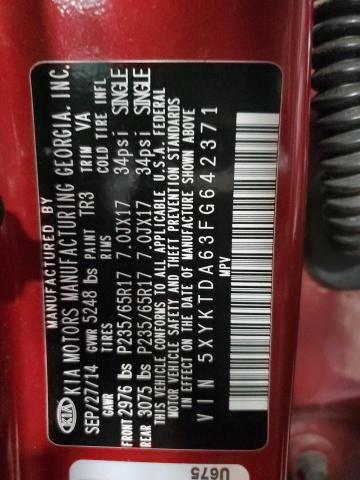 KIA
MANUFACTURED BY
KIA MOTORS MANUFACTURING GEORGIA, INC.
SEP/27/14 GVWR 5248 lbs PAINT TR3 TRIM VA
GAWR TIRES RIMS COLD TIRE INFL
FRONT 2976 lbs P235/65R17 7.0JX17 34psi SINGLE
REAR 3075 lbs P235/65R17 7.0JX17 34psi SINGLE
THIS VEHICLE CONFORMS TO ALL APPLICABLE U.S.A. FEDERAL
MOTOR VEHICLE SAFETY AND THEFT PREVENTION STANDARDS
IN EFFECT ON THE DATE OF MANUFACTURE SHOWN ABOVE.
VIN 5XYKTDA63FG642371
MPV
U675